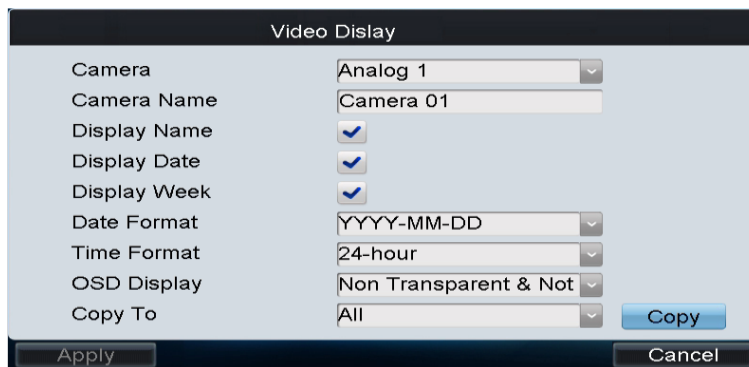 Video Dislay
Camera Analog 1
Camera Name Camera 01
Display Name
Display Date
Display Week
Date Format YYYY-MM-DD
Time Format 24-hour
OSD Display Non Transparent & Not
Copy To All Copy
Apply Cancel